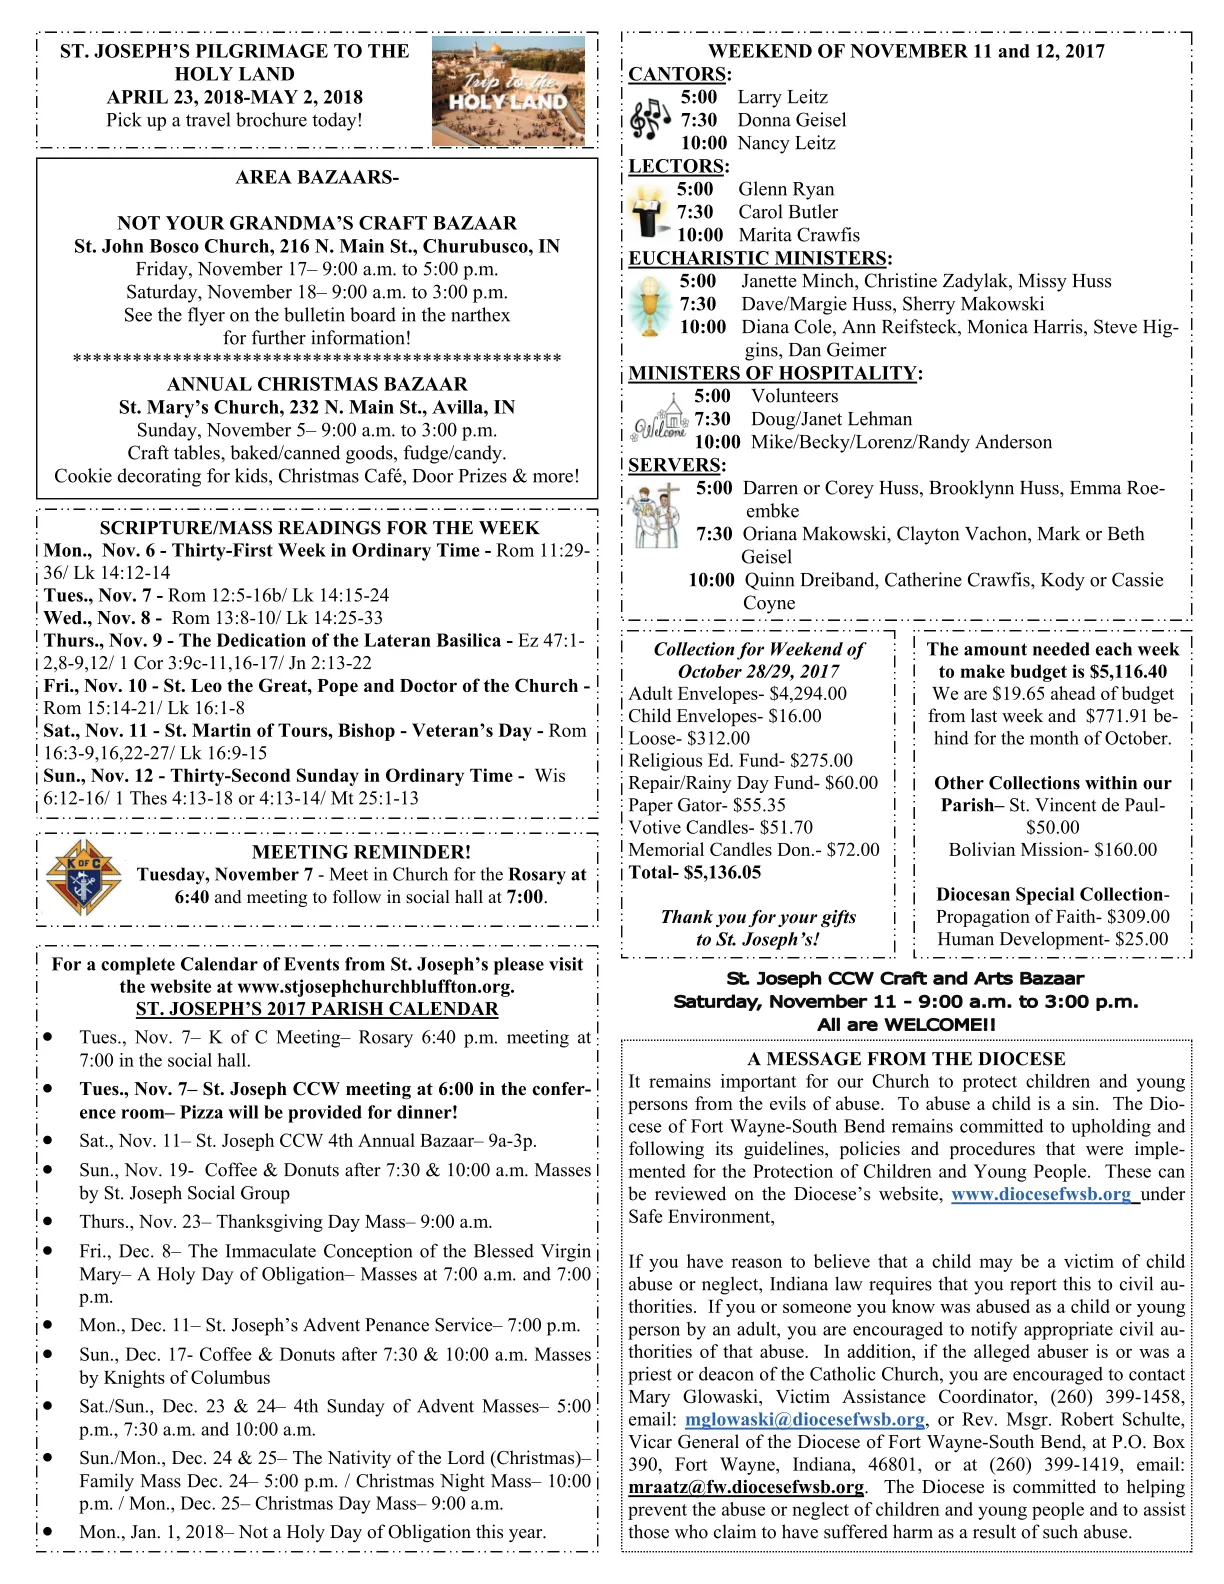 ST. JOSEPH'S PILGRIMAGE TO THE
HOLY LAND
APRIL 23, 2018-MAY 2, 2018
Pick up a travel brochure today!
Trip to the
HOLY LAND
AREA BAZAARS-
NOT YOUR GRANDMA'S CRAFT BAZAAR
St. John Bosco Church, 216 N. Main St., Churubusco, IN
Friday, November 17– 9:00 a.m. to 5:00 p.m.
Saturday, November 18– 9:00 a.m. to 3:00 p.m.
See the flyer on the bulletin board in the narthex
for further information!
*************************************************
ANNUAL CHRISTMAS BAZAAR
St. Mary's Church, 232 N. Main St., Avilla, IN
Sunday, November 5– 9:00 a.m. to 3:00 p.m.
Craft tables, baked/canned goods, fudge/candy.
Cookie decorating for kids, Christmas Café, Door Prizes & more!
SCRIPTURE/MASS READINGS FOR THE WEEK
Mon., Nov. 6 - Thirty-First Week in Ordinary Time - Rom 11:29-
36/ Lk 14:12-14
Tues., Nov. 7 - Rom 12:5-16b/ Lk 14:15-24
Wed., Nov. 8 - Rom 13:8-10/ Lk 14:25-33
Thurs., Nov. 9 - The Dedication of the Lateran Basilica - Ez 47:1-
2,8-9,12/ 1 Cor 3:9c-11,16-17/ Jn 2:13-22
Fri., Nov. 10 - St. Leo the Great, Pope and Doctor of the Church -
Rom 15:14-21/ Lk 16:1-8
Sat., Nov. 11 - St. Martin of Tours, Bishop - Veteran's Day - Rom
16:3-9,16,22-27/ Lk 16:9-15
Sun., Nov. 12 - Thirty-Second Sunday in Ordinary Time - Wis
6:12-16/ 1 Thes 4:13-18 or 4:13-14/ Mt 25:1-13
K OF C
MEETING REMINDER!
Tuesday, November 7 - Meet in Church for the Rosary at
6:40 and meeting to follow in social hall at 7:00.
For a complete Calendar of Events from St. Joseph's please visit
the website at www.stjosephchurchbluffton.org.
ST. JOSEPH'S 2017 PARISH CALENDAR
• Tues., Nov. 7– K of C Meeting– Rosary 6:40 p.m. meeting at
7:00 in the social hall.
• Tues., Nov. 7– St. Joseph CCW meeting at 6:00 in the confer-
ence room– Pizza will be provided for dinner!
• Sat., Nov. 11– St. Joseph CCW 4th Annual Bazaar– 9a-3p.
• Sun., Nov. 19- Coffee & Donuts after 7:30 & 10:00 a.m. Masses
by St. Joseph Social Group
• Thurs., Nov. 23– Thanksgiving Day Mass– 9:00 a.m.
• Fri., Dec. 8– The Immaculate Conception of the Blessed Virgin
Mary– A Holy Day of Obligation– Masses at 7:00 a.m. and 7:00
p.m.
• Mon., Dec. 11– St. Joseph's Advent Penance Service– 7:00 p.m.
• Sun., Dec. 17- Coffee & Donuts after 7:30 & 10:00 a.m. Masses
by Knights of Columbus
• Sat./Sun., Dec. 23 & 24– 4th Sunday of Advent Masses– 5:00
p.m., 7:30 a.m. and 10:00 a.m.
• Sun./Mon., Dec. 24 & 25– The Nativity of the Lord (Christmas)–
Family Mass Dec. 24– 5:00 p.m. / Christmas Night Mass– 10:00
p.m. / Mon., Dec. 25– Christmas Day Mass– 9:00 a.m.
• Mon., Jan. 1, 2018– Not a Holy Day of Obligation this year.
WEEKEND OF NOVEMBER 11 and 12, 2017
CANTORS:
5:00 Larry Leitz
7:30 Donna Geisel
10:00 Nancy Leitz
LECTORS:
5:00 Glenn Ryan
7:30 Carol Butler
10:00 Marita Crawfis
EUCHARISTIC MINISTERS:
5:00 Janette Minch, Christine Zadylak, Missy Huss
7:30 Dave/Margie Huss, Sherry Makowski
10:00 Diana Cole, Ann Reifsteck, Monica Harris, Steve Hig-
gins, Dan Geimer
MINISTERS OF HOSPITALITY:
5:00 Volunteers
7:30 Doug/Janet Lehman
Welcome
10:00 Mike/Becky/Lorenz/Randy Anderson
SERVERS:
5:00 Darren or Corey Huss, Brooklynn Huss, Emma Roe-
embke
7:30 Oriana Makowski, Clayton Vachon, Mark or Beth
Geisel
10:00 Quinn Dreiband, Catherine Crawfis, Kody or Cassie
Coyne
Collection for Weekend of
October 28/29, 2017
Adult Envelopes- $4,294.00
Child Envelopes- $16.00
Loose- $312.00
Religious Ed. Fund- $275.00
Repair/Rainy Day Fund- $60.00
Paper Gator- $55.35
Votive Candles- $51.70
Memorial Candles Don.- $72.00
Total- $5,136.05
Thank you for your gifts
to St. Joseph's!
The amount needed each week
to make budget is $5,116.40
We are $19.65 ahead of budget
from last week and $771.91 be-
hind for the month of October.
Other Collections within our
Parish– St. Vincent de Paul-
$50.00
Bolivian Mission- $160.00
Diocesan Special Collection-
Propagation of Faith- $309.00
Human Development- $25.00
St. Joseph CCW Craft and Arts Bazaar
Saturday, November 11 - 9:00 a.m. to 3:00 p.m.
All are WELCOME!!
A MESSAGE FROM THE DIOCESE
It remains important for our Church to protect children and young
persons from the evils of abuse. To abuse a child is a sin. The Dio-
cese of Fort Wayne-South Bend remains committed to upholding and
following its guidelines, policies and procedures that were imple-
mented for the Protection of Children and Young People. These can
be reviewed on the Diocese's website, www.diocesefwsb.org under
Safe Environment,
If you have reason to believe that a child may be a victim of child
abuse or neglect, Indiana law requires that you report this to civil au-
thorities. If you or someone you know was abused as a child or young
person by an adult, you are encouraged to notify appropriate civil au-
thorities of that abuse. In addition, if the alleged abuser is or was a
priest or deacon of the Catholic Church, you are encouraged to contact
Mary Glowaski, Victim Assistance Coordinator, (260) 399-1458,
email: mglowaski@diocesefwsb.org, or Rev. Msgr. Robert Schulte,
Vicar General of the Diocese of Fort Wayne-South Bend, at P.O. Box
390, Fort Wayne, Indiana, 46801, or at (260) 399-1419, email:
mraatz@fw.diocesefwsb.org. The Diocese is committed to helping
prevent the abuse or neglect of children and young people and to assist
those who claim to have suffered harm as a result of such abuse.